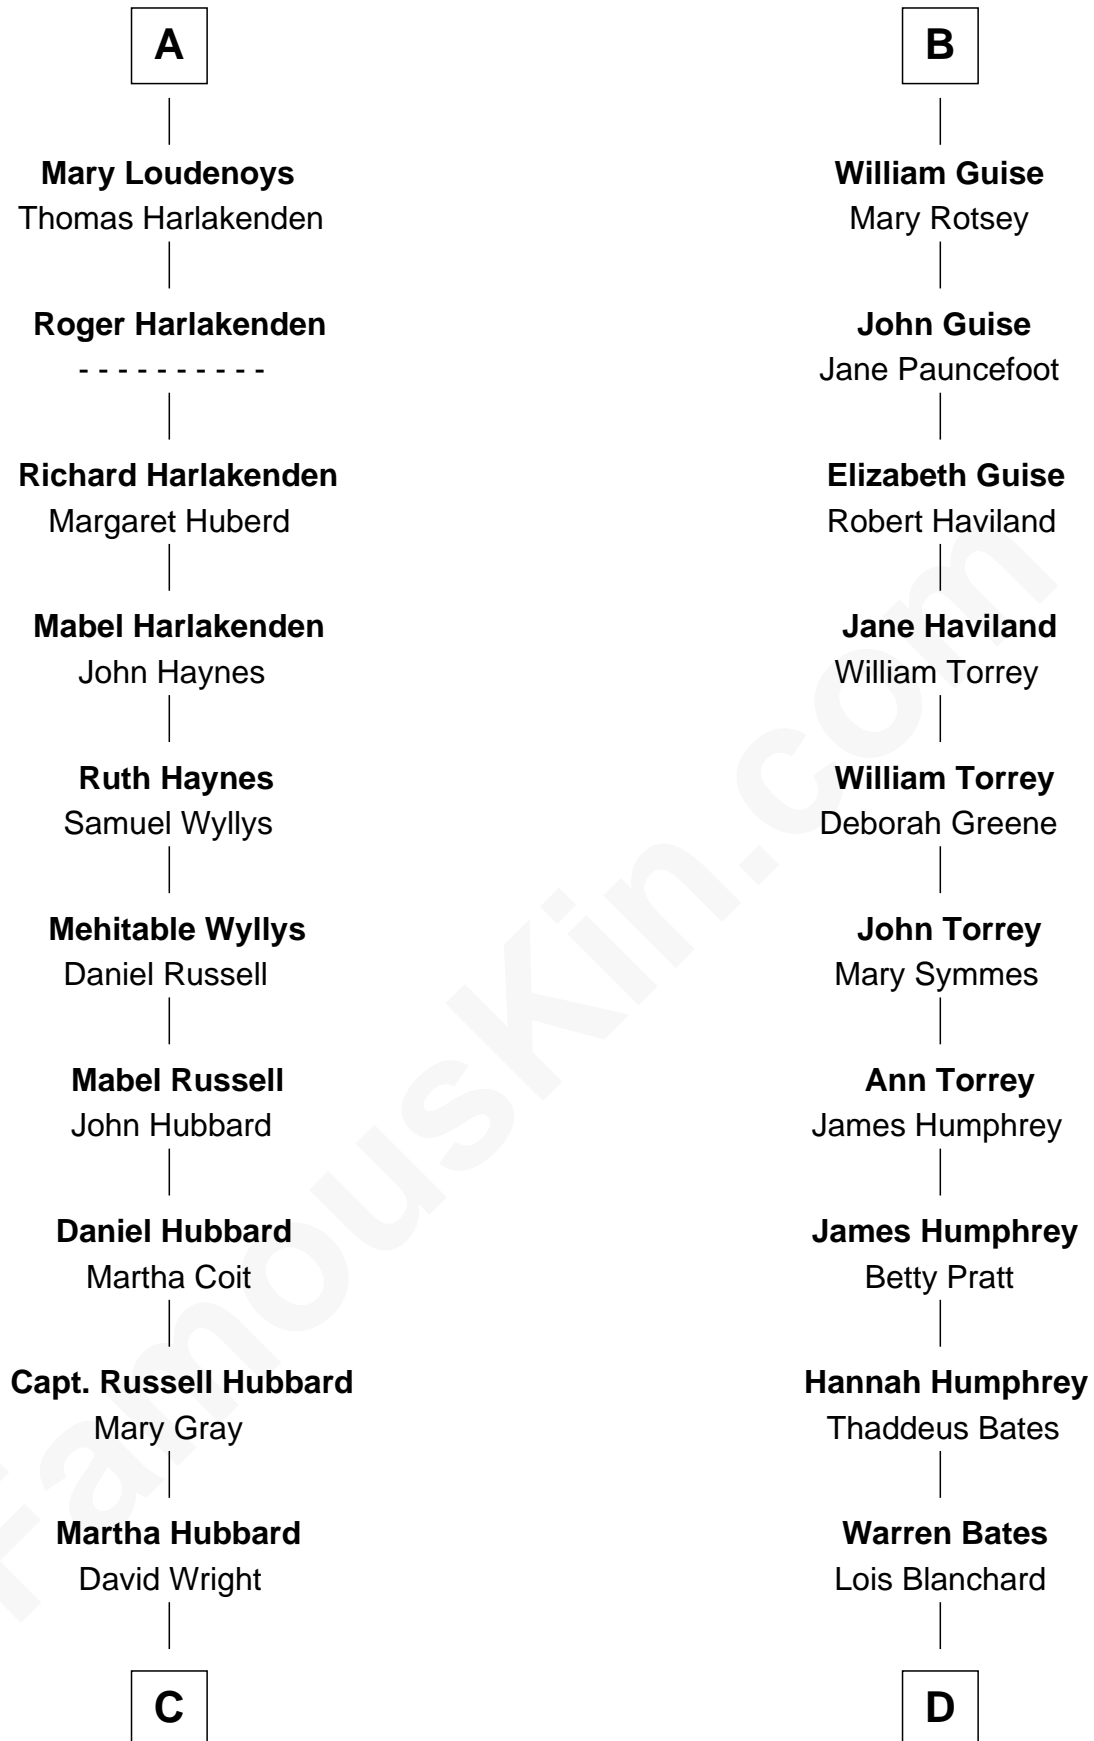 A
Mary Loudenoys
Thomas Harlakenden
Roger Harlakenden
- - - - - - - - - -
Richard Harlakenden
Margaret Huberd
Mabel Harlakenden
John Haynes
Ruth Haynes
Samuel Wyllys
Mehitable Wyllys
Daniel Russell
Mabel Russell
John Hubbard
Daniel Hubbard
Martha Coit
Capt. Russell Hubbard
Mary Gray
Martha Hubbard
David Wright
C
B
William Guise
Mary Rotsey
John Guise
Jane Pauncefoot
Elizabeth Guise
Robert Haviland
Jane Haviland
William Torrey
William Torrey
Deborah Greene
John Torrey
Mary Symmes
Ann Torrey
James Humphrey
James Humphrey
Betty Pratt
Hannah Humphrey
Thaddeus Bates
Warren Bates
Lois Blanchard
D
FamousKin.com